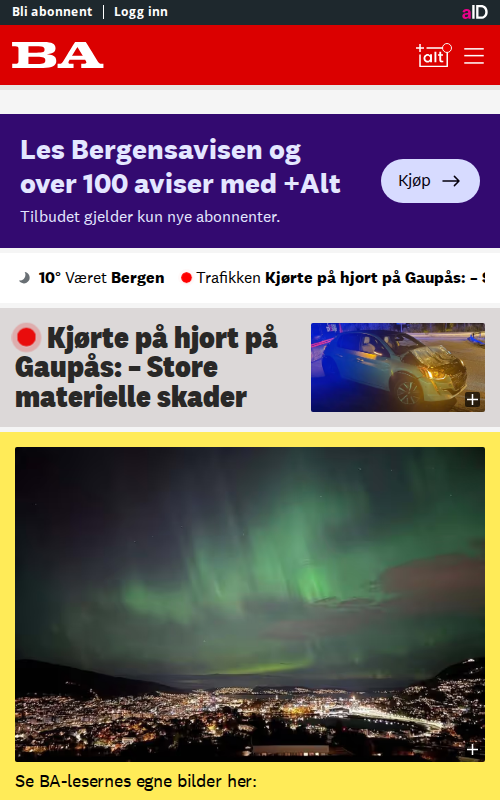 Bli abonnent | Logg inn
aID
BA
+alt
Les Bergensavisen og
over 100 aviser med +Alt
Tilbudet gjelder kun nye abonnenter.
Kjøp →
10° Været Bergen
Trafikken Kjørte på hjort på Gaupås: –
Kjørte på hjort på
Gaupås: – Store
materielle skader
Se BA-lesernes egne bilder her: